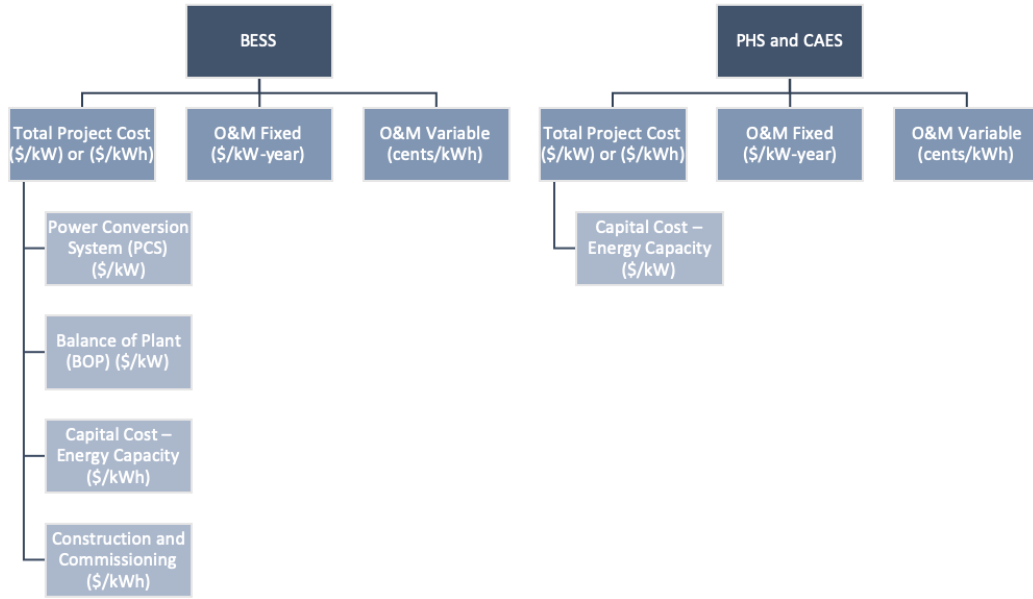 BESS
Total Project Cost
($/kW) or ($/kWh)
O&M Fixed
($/kW-year)
O&M Variable
(cents/kWh)
Power Conversion
System (PCS)
($/kW)
Balance of Plant
(BOP) ($/kW)
Capital Cost –
Energy Capacity
($/kWh)
Construction and
Commissioning
($/kWh)
PHS and CAES
Total Project Cost
($/kW) or ($/kWh)
O&M Fixed
($/kW-year)
O&M Variable
(cents/kWh)
Capital Cost –
Energy Capacity
($/kW)